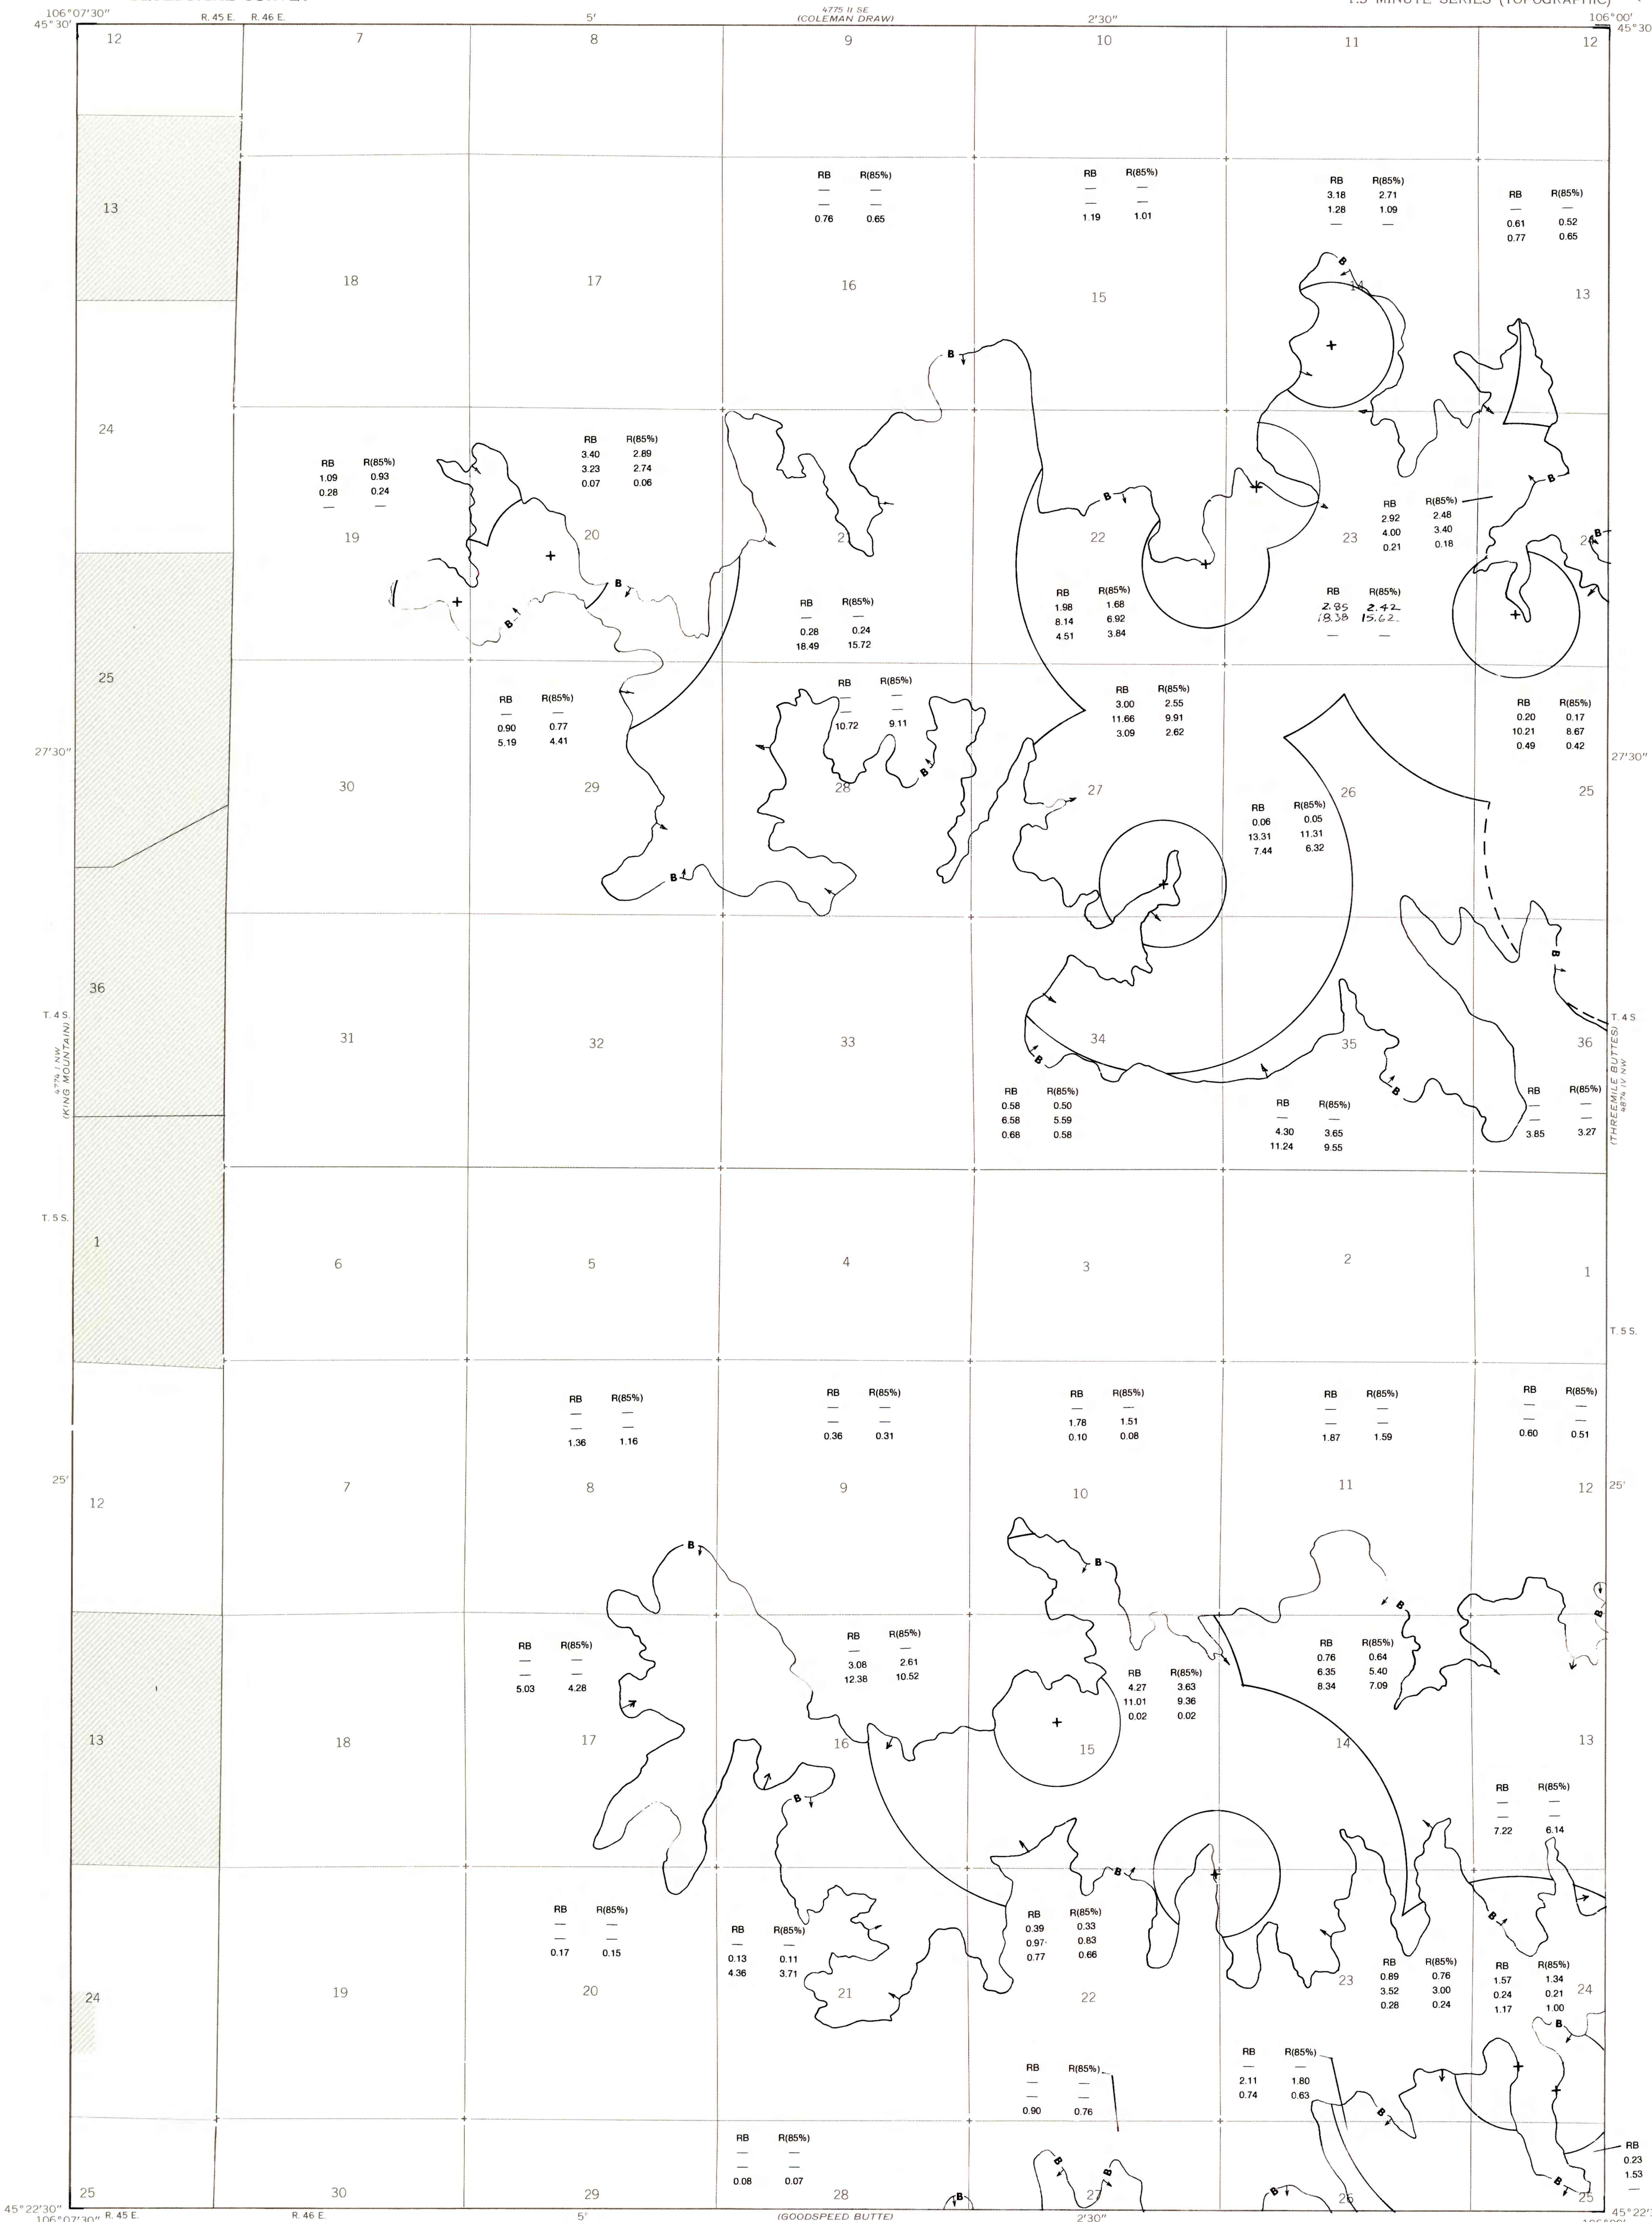 106°07'30" R. 45 E. R. 46 E. 5' 4775 II SE 2'30" 106°00'
45°30' (COLEMAN DRAW) 45°30'
12 7 8 9 10 11 12
RB R(85%)
— —
— —
0.76 0.65
RB R(85%)
— —
— —
1.19 1.01
RB R(85%)
3.18 2.71
1.28 1.09
— —
RB R(85%)
— —
0.61 0.52
0.77 0.65
13 18 17 16 15 14 13
B
B
24
RB R(85%)
1.09 0.93
0.28 0.24
— —
RB R(85%)
3.40 2.89
3.23 2.74
0.07 0.06
B
B
RB R(85%)
2.92 2.48
4.00 3.40
0.21 0.18
19 20 21 22 23 24
B
B
B
RB R(85%)
— —
0.28 0.24
18.49 15.72
RB R(85%)
1.98 1.68
8.14 6.92
4.51 3.84
RB R(85%)
2.85 2.42
18.38 15.62
— —
25
RB R(85%)
— —
0.90 0.77
5.19 4.41
RB R(85%)
— —
— —
10.72 9.11
RB R(85%)
3.00 2.55
11.66 9.91
3.09 2.62
RB R(85%)
0.20 0.17
10.21 8.67
0.49 0.42
27'30" 27'30"
B
30 29 28 27 26 25
RB R(85%)
0.06 0.05
13.31 11.31
7.44 6.32
B
B
36
T. 4 S. T. 4 S
31 32 33 34 35 36
4774 I NW
(KING MOUNTAIN)
(THREEMILE BUTTES)
4874 IV NW
B
B
RB R(85%)
0.58 0.50
6.58 5.59
0.68 0.58
RB R(85%)
— —
4.30 3.65
11.24 9.55
RB R(85%)
— —
— —
3.85 3.27
T. 5 S.
1 6 5 4 3 2 1
T. 5 S.
RB R(85%)
— —
— —
1.36 1.16
RB R(85%)
— —
— —
0.36 0.31
RB R(85%)
— —
1.78 1.51
0.10 0.08
RB R(85%)
— —
— —
1.87 1.59
RB R(85%)
— —
— —
0.60 0.51
25' 25'
12 7 8 9 10 11 12
B
B
B
B
RB R(85%)
— —
— —
5.03 4.28
RB R(85%)
— —
3.08 2.61
12.38 10.52
RB R(85%)
4.27 3.63
11.01 9.36
0.02 0.02
RB R(85%)
0.76 0.64
6.35 5.40
8.34 7.09
13 18 17 16 15 14 13
B
RB R(85%)
— —
— —
7.22 6.14
B
B
RB R(85%)
— —
— —
0.17 0.15
RB R(85%)
— —
0.13 0.11
4.36 3.71
RB R(85%)
0.39 0.33
0.97 0.83
0.77 0.66
RB R(85%)
0.89 0.76
3.52 3.00
0.28 0.24
RB R(85%)
1.57 1.34
0.24 0.21
1.17 1.00
24 19 20 21 22 23 24
B
RB R(85%)
— —
— —
0.90 0.76
RB R(85%)
— —
2.11 1.80
0.74 0.63
B
RB R(85%)
— —
— —
0.08 0.07
RB
0.23
1.53
—
B
B
B
B
B
25 30 29 28 27 26 25
45°22'30"
R. 45 E. R. 46 E. 5' (GOODSPEED BUTTE) 2'30"